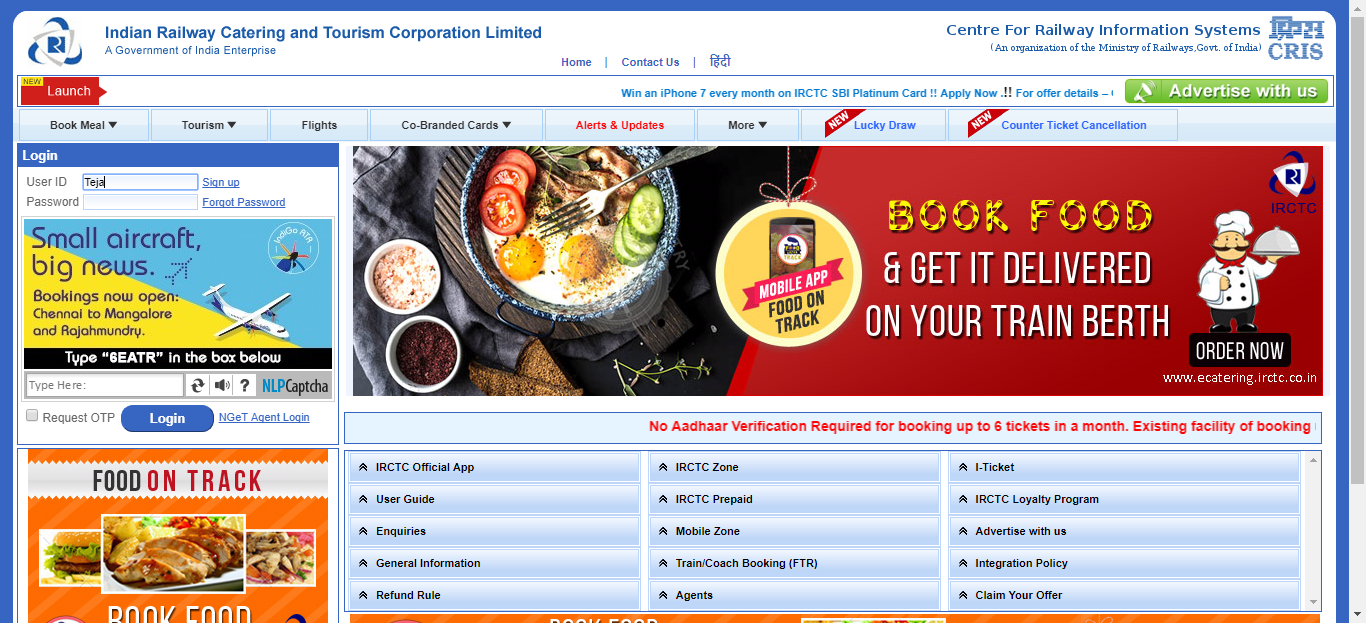 Indian Railway Catering and Tourism Corporation Limited
A Government of India Enterprise
Centre For Railway Information Systems
(An organization of the Ministry of Railways,Govt. of India)
CRIS
Home | Contact Us | हिंदी
NEW
Launch
Win an iPhone 7 every month on IRCTC SBI Platinum Card !! Apply Now .!! For offer details –
Advertise with us
Book Meal
Tourism
Flights
Co-Branded Cards
Alerts & Updates
More
NEW Lucky Draw
NEW Counter Ticket Cancellation
Login
User ID Teja Sign up
Password Forgot Password
Small aircraft,
big news.
IndiGo ATR
Bookings now open:
Chennai to Mangalore
and Rajahmundry.
Type “6EATR” in the box below
Type Here: ? NLPCaptcha
Request OTP Login NGeT Agent Login
FOOD ON TRACK
BOOK FOOD
IRCTC
BOOK FOOD
& GET IT DELIVERED
ON YOUR TRAIN BERTH
MOBILE APP
FOOD ON
TRACK
ORDER NOW
www.ecatering.irctc.co.in
No Aadhaar Verification Required for booking up to 6 tickets in a month. Existing facility of booking
IRCTC Official App
IRCTC Zone
I-Ticket
User Guide
IRCTC Prepaid
IRCTC Loyalty Program
Enquiries
Mobile Zone
Advertise with us
General Information
Train/Coach Booking (FTR)
Integration Policy
Refund Rule
Agents
Claim Your Offer
BOOK FOOD